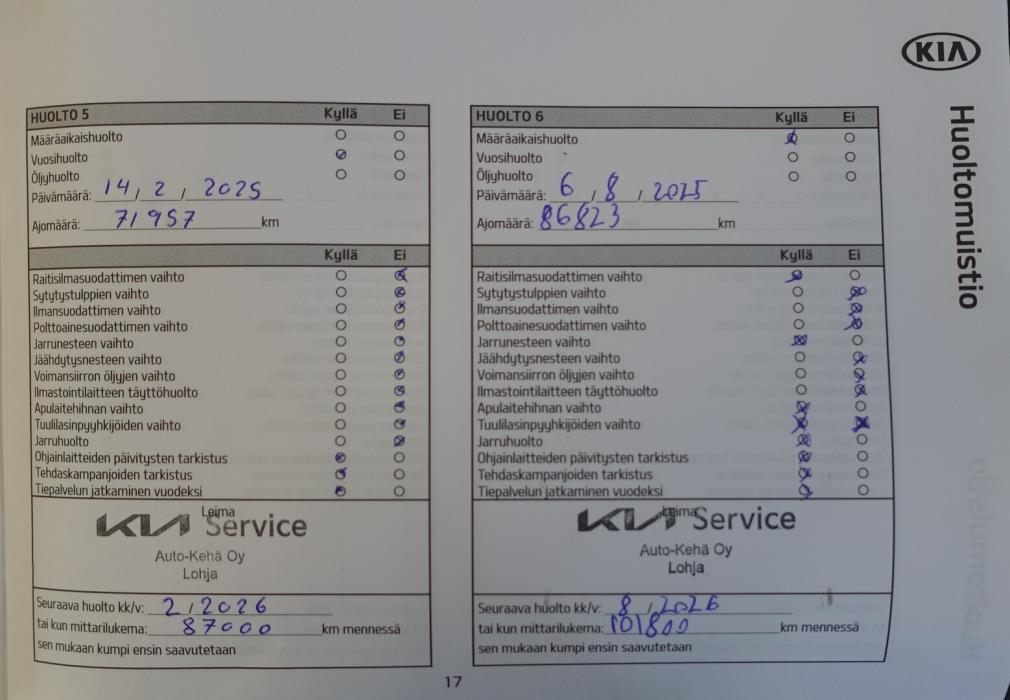 KIA
Huoltomuistio
HUOLTO 5 Kyllä Ei
Määräaikaishuolto
Vuosihuolto
Öljyhuolto
Päivämäärä: 14 / 2 / 2025
Ajomäärä: 71957 km
Kyllä Ei
Raitisilmasuodattimen vaihto
Sytytystulppien vaihto
Ilmansuodattimen vaihto
Polttoainesuodattimen vaihto
Jarrunesteen vaihto
Jäähdytysnesteen vaihto
Voimansiirron öljyjen vaihto
Ilmastointilaitteen täyttöhuolto
Apulaitehihnan vaihto
Tuulilasinpyyhkijöiden vaihto
Jarruhuolto
Ohjainlaitteiden päivitysten tarkistus
Tehdaskampanjoiden tarkistus
Tiepalvelun jatkaminen vuodeksi
Leima
KIA Service
Auto-Kehä Oy
Lohja
Seuraava huolto kk/v: 2 / 2026
tai kun mittarilukema: 87000 km mennessä
sen mukaan kumpi ensin saavutetaan
HUOLTO 6 Kyllä Ei
Määräaikaishuolto
Vuosihuolto
Öljyhuolto
Päivämäärä: 6 / 8 / 2025
Ajomäärä: 86823 km
Kyllä Ei
Raitisilmasuodattimen vaihto
Sytytystulppien vaihto
Ilmansuodattimen vaihto
Polttoainesuodattimen vaihto
Jarrunesteen vaihto
Jäähdytysnesteen vaihto
Voimansiirron öljyjen vaihto
Ilmastointilaitteen täyttöhuolto
Apulaitehihnan vaihto
Tuulilasinpyyhkijöiden vaihto
Jarruhuolto
Ohjainlaitteiden päivitysten tarkistus
Tehdaskampanjoiden tarkistus
Tiepalvelun jatkaminen vuodeksi
Leima
KIA Service
Auto-Kehä Oy
Lohja
Seuraava huolto kk/v: 8 / 2026
tai kun mittarilukema: 101800 km mennessä
sen mukaan kumpi ensin saavutetaan
17